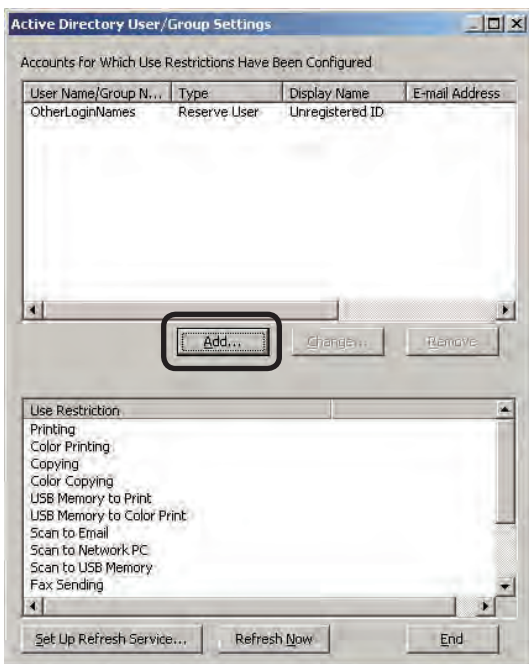 Active Directory User/Group Settings
Accounts for Which Use Restrictions Have Been Configured
User Name/Group N... Type Display Name E-mail Address
OtherLoginNames Reserve User Unregistered ID
Add... Change... Remove
Use Restriction
Printing
Color Printing
Copying
Color Copying
USB Memory to Print
USB Memory to Color Print
Scan to Email
Scan to Network PC
Scan to USB Memory
Fax Sending
Set Up Refresh Service... Refresh Now End